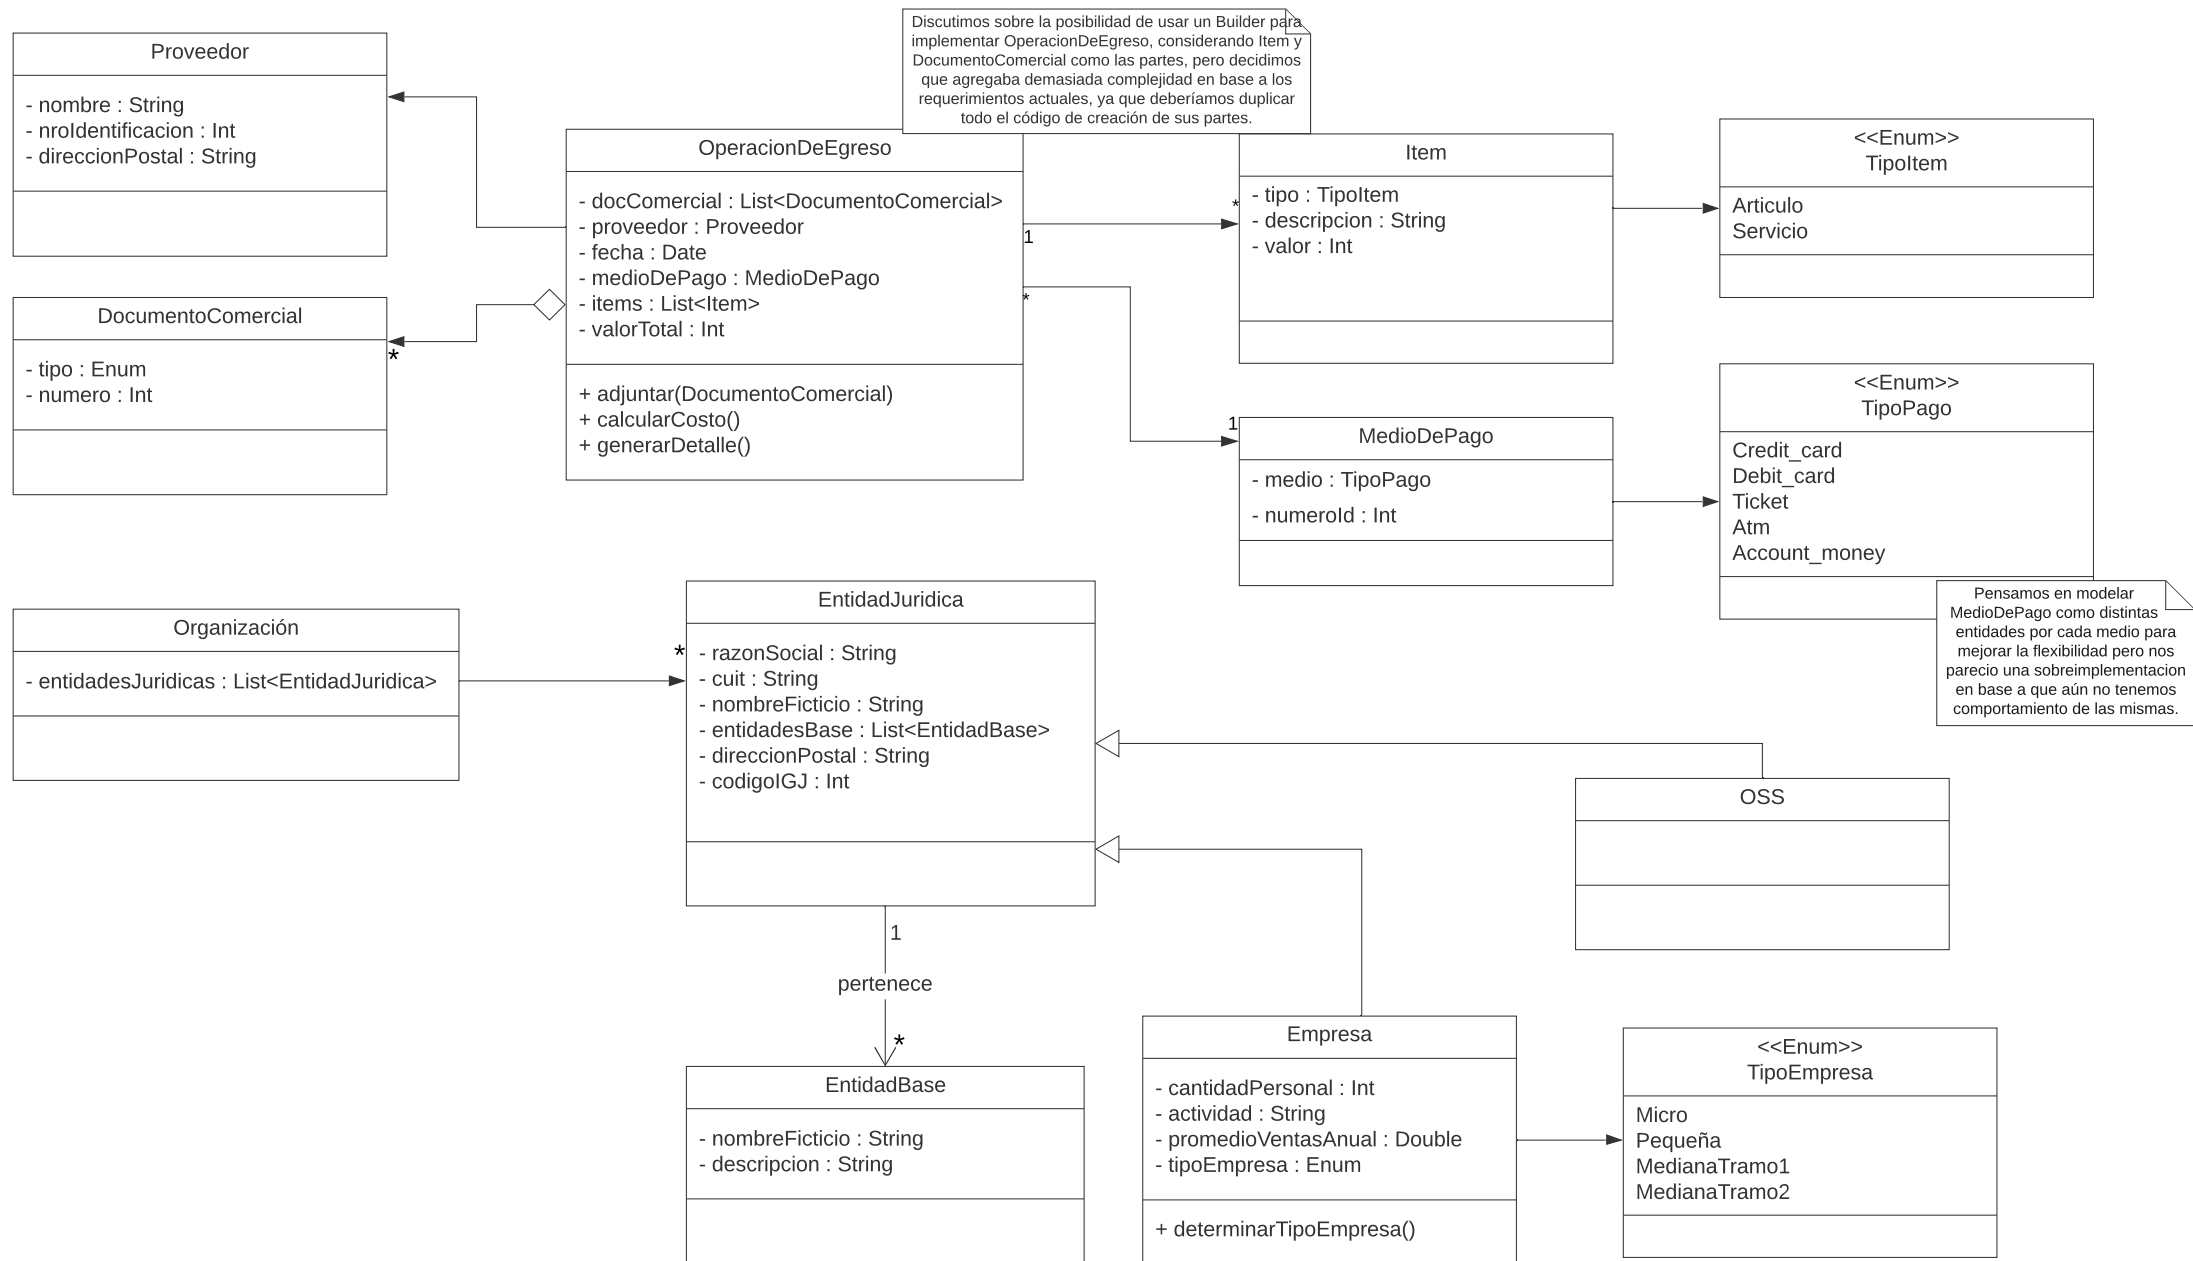 Discutimos sobre la posibilidad de usar un Builder para
implementar OperacionDeEgreso, considerando Item y
DocumentoComercial como las partes, pero decidimos
que agregaba demasiada complejidad en base a los
requerimientos actuales, ya que deberíamos duplicar
todo el código de creación de sus partes.
Proveedor
- nombre : String
- nroIdentificacion : Int
- direccionPostal : String
OperacionDeEgreso
- docComercial : List<DocumentoComercial>
- proveedor : Proveedor
- fecha : Date
- medioDePago : MedioDePago
- items : List<Item>
- valorTotal : Int
+ adjuntar(DocumentoComercial)
+ calcularCosto()
+ generarDetalle()
1
*
*
1
Item
- tipo : TipoItem
- descripcion : String
- valor : Int
<<Enum>>
TipoItem
Articulo
Servicio
DocumentoComercial
- tipo : Enum
- numero : Int
*
MedioDePago
- medio : TipoPago
- numeroId : Int
<<Enum>>
TipoPago
Credit_card
Debit_card
Ticket
Atm
Account_money
Pensamos en modelar
MedioDePago como distintas
entidades por cada medio para
mejorar la flexibilidad pero nos
parecio una sobreimplementacion
en base a que aún no tenemos
comportamiento de las mismas.
Organización
- entidadesJuridicas : List<EntidadJuridica>
*
EntidadJuridica
- razonSocial : String
- cuit : String
- nombreFicticio : String
- entidadesBase : List<EntidadBase>
- direccionPostal : String
- codigoIGJ : Int
OSS
1
pertenece
*
EntidadBase
- nombreFicticio : String
- descripcion : String
Empresa
- cantidadPersonal : Int
- actividad : String
- promedioVentasAnual : Double
- tipoEmpresa : Enum
+ determinarTipoEmpresa()
<<Enum>>
TipoEmpresa
Micro
Pequeña
MedianaTramo1
MedianaTramo2